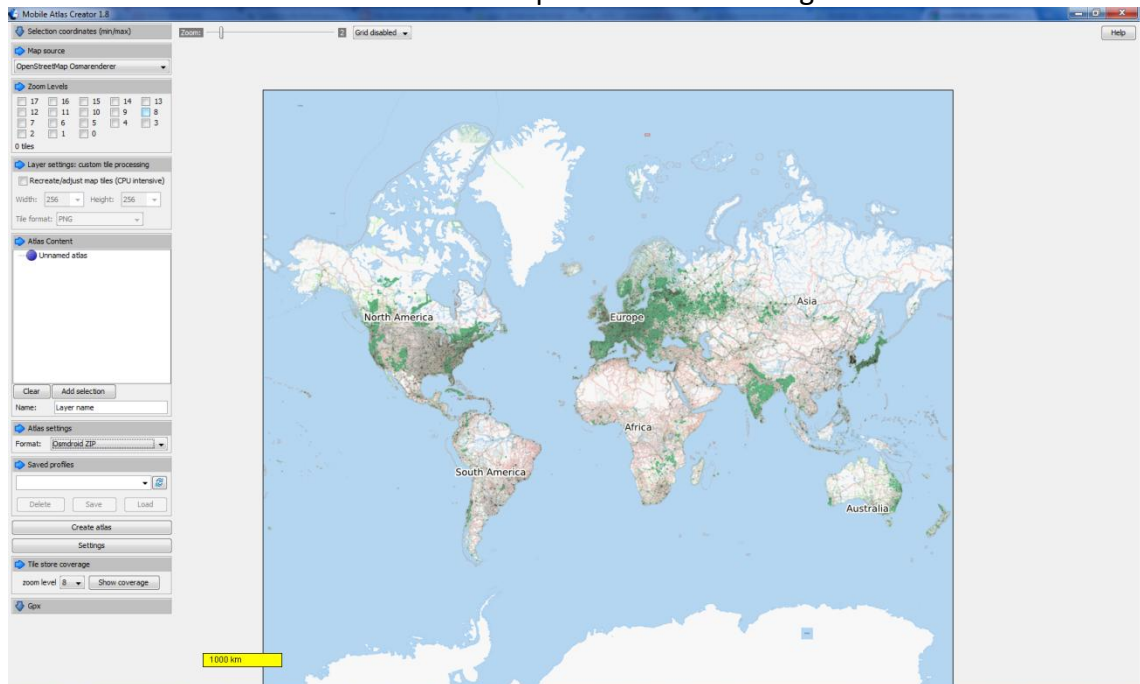 Mobile Atlas Creator 1.8
Selection coordinates (min/max)
Zoom: 2 Grid disabled Help
Map source
OpenStreetMap Osmarenderer
Zoom Levels
17 16 15 14 13
12 11 10 9 8
7 6 5 4 3
2 1 0
0 tiles
Layer settings: custom tile processing
Recreate/adjust map tiles (CPU intensive)
Width: 256 Height: 256
Tile format: PNG
Atlas Content
Unnamed atlas
Clear Add selection
Name: Layer name
Atlas settings
Format: Osmdroid ZIP
Saved profiles
Delete Save Load
Create atlas
Settings
Tile store coverage
zoom level 8 Show coverage
Gpx
North America
Europe
Asia
Africa
South America
Australia
1000 km